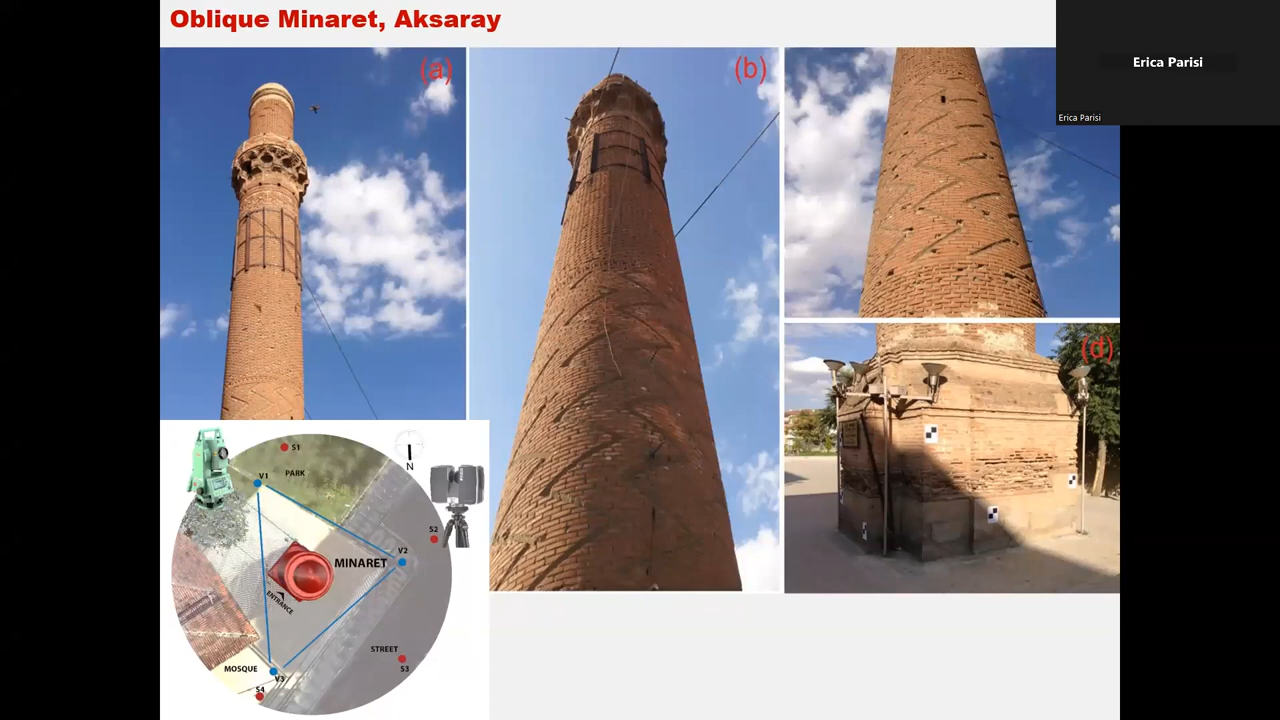 Oblique Minaret, Aksaray
Erica Parisi
Erica Parisi
(a)
(b)
(d)
S1
PARK
V1
N
S2
V2
MINARET
ENTRANCE
STREET
S3
MOSQUE
V3
S4